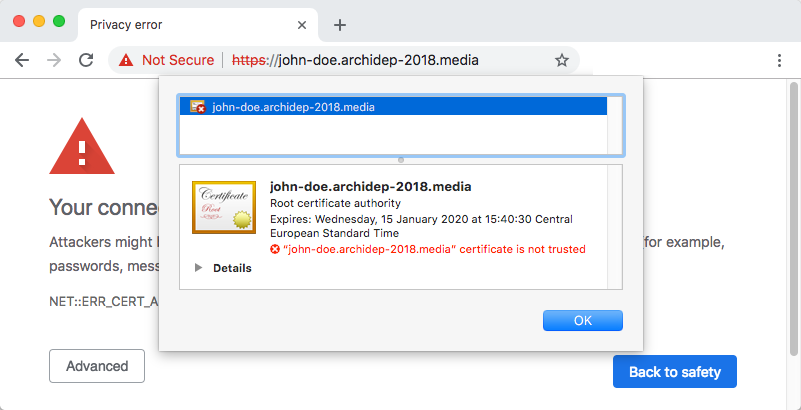 Privacy error
Not Secure | https://john-doe.archidep-2018.media
john-doe.archidep-2018.media
Certificate
Root
john-doe.archidep-2018.media
Root certificate authority
Expires: Wednesday, 15 January 2020 at 15:40:30 Central
European Standard Time
“john-doe.archidep-2018.media” certificate is not trusted
Details
OK
Your conne
Attackers might
for example,
passwords, mess
NET::ERR_CERT_A
Advanced
Back to safety